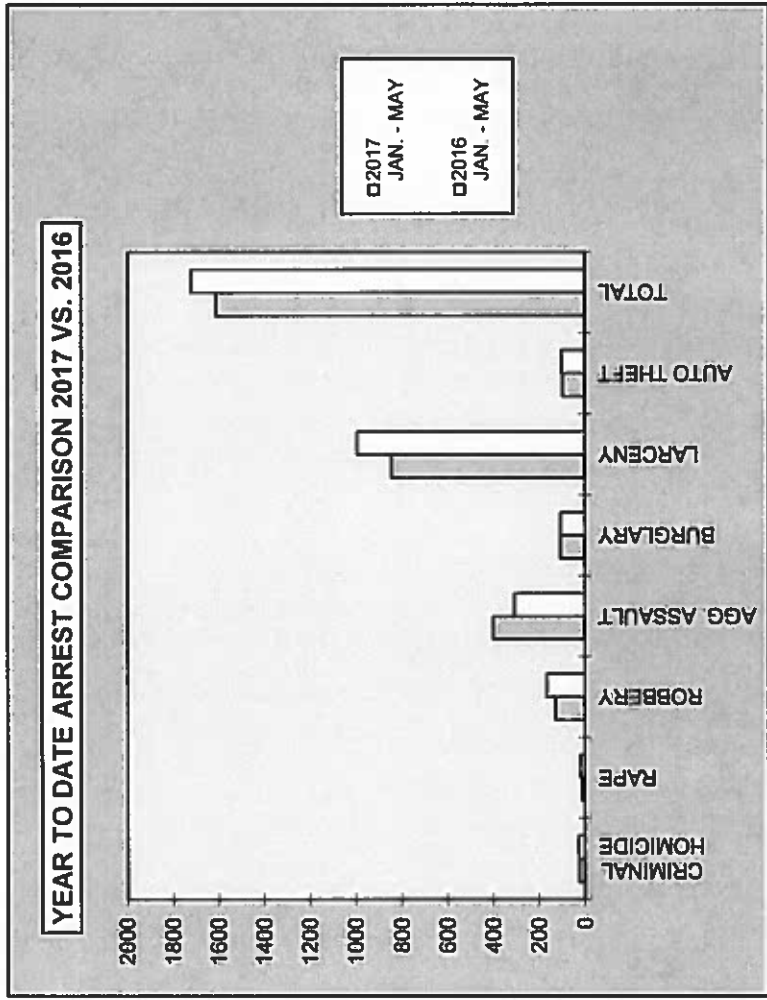 YEAR TO DATE ARREST COMPARISON 2017 VS. 2016
2000
1800
1600
1400
1200
1000
800
600
400
200
0
CRIMINAL
HOMICIDE
RAPE
ROBBERY
AGG. ASSAULT
BURGLARY
LARCENY
AUTO THEFT
TOTAL
2017
JAN. - MAY
2016
JAN. - MAY